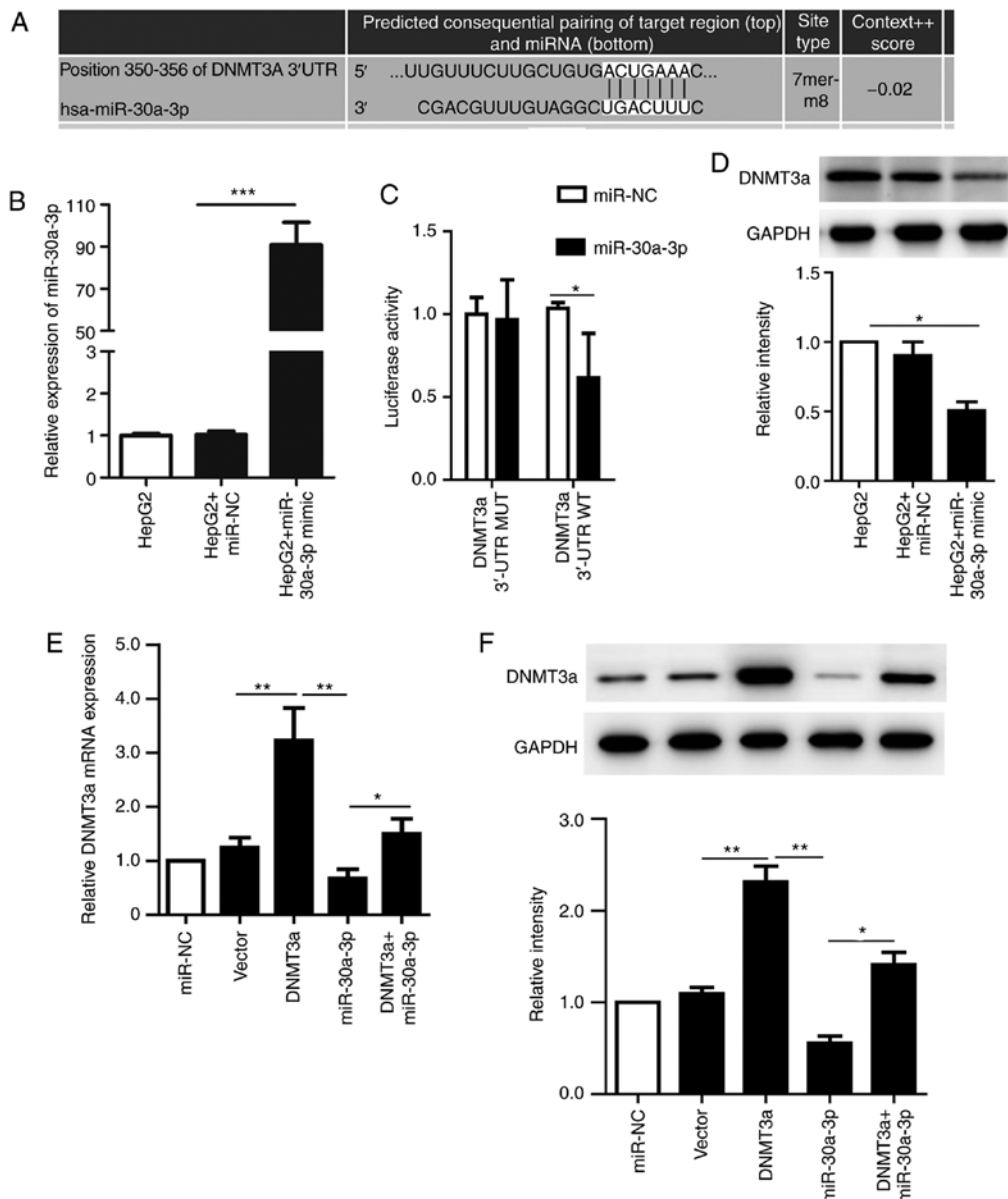 A
Predicted consequential pairing of target region (top) and miRNA (bottom)
Site type
Context++ score
Position 350-356 of DNMT3A 3′UTR
5′ ...UUGUUUCUUGCUGUGACUGAAAC...
hsa-miR-30a-3p
3′ CGACGUUUGUAGGCUGACUUUC
7mer-m8
−0.02
B
Relative expression of miR-30a-3p
110
90
70
50
3
2
1
0
***
HepG2
HepG2+ miR-NC
HepG2+miR-30a-3p mimic
C
miR-NC
miR-30a-3p
Luciferase activity
1.5
1.0
0.5
0.0
*
DNMT3a 3′-UTR MUT
DNMT3a 3′-UTR WT
D
DNMT3a
GAPDH
Relative intensity
1.5
1.0
0.5
0.0
*
HepG2
HepG2+ miR-NC
HepG2+miR-30a-3p mimic
E
Relative DNMT3a mRNA expression
5.0
4.0
3.0
2.0
1.0
0
**
**
*
miR-NC
Vector
DNMT3a
miR-30a-3p
DNMT3a+ miR-30a-3p
F
DNMT3a
GAPDH
Relative intensity
3.0
2.0
1.0
0.0
**
**
*
miR-NC
Vector
DNMT3a
miR-30a-3p
DNMT3a+ miR-30a-3p